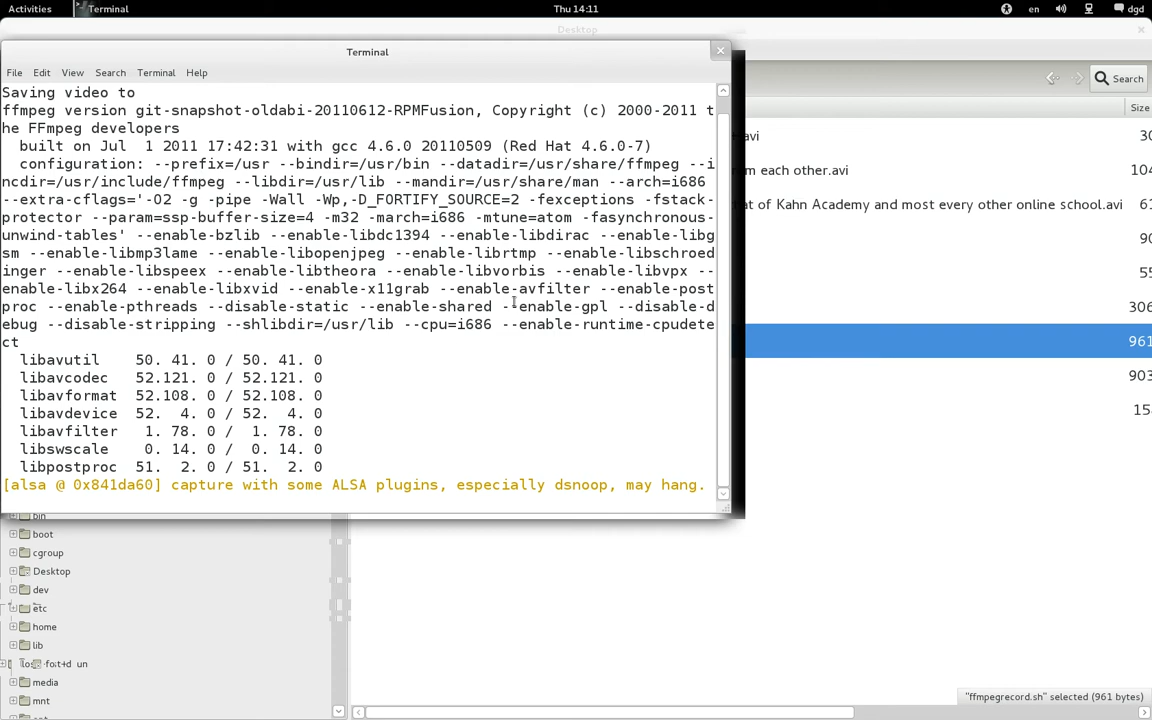 Activities
Terminal
Thu 14:11
en
dgd
Desktop
Terminal
File Edit View Search Terminal Help
Search
Size
Saving video to
ffmpeg version git-snapshot-oldabi-20110612-RPMFusion, Copyright (c) 2000-2011 t
he FFmpeg developers
built on Jul 1 2011 17:42:31 with gcc 4.6.0 20110509 (Red Hat 4.6.0-7)
configuration: --prefix=/usr --bindir=/usr/bin --datadir=/usr/share/ffmpeg --i
ncdir=/usr/include/ffmpeg --libdir=/usr/lib --mandir=/usr/share/man --arch=i686
--extra-cflags='-O2 -g -pipe -Wall -Wp,-D_FORTIFY_SOURCE=2 -fexceptions -fstack-
protector --param=ssp-buffer-size=4 -m32 -march=i686 -mtune=atom -fasynchronous-
unwind-tables' --enable-bzlib --enable-libdc1394 --enable-libdirac --enable-libg
sm --enable-libmp3lame --enable-libopenjpeg --enable-librtmp --enable-libschroed
inger --enable-libspeex --enable-libtheora --enable-libvorbis --enable-libvpx --
enable-libx264 --enable-libxvid --enable-x11grab --enable-avfilter --enable-post
proc --enable-pthreads --disable-static --enable-shared --enable-gpl --disable-d
ebug --disable-stripping --shlibdir=/usr/lib --cpu=i686 --enable-runtime-cpudete
ct
libavutil 50. 41. 0 / 50. 41. 0
libavcodec 52.121. 0 / 52.121. 0
libavformat 52.108. 0 / 52.108. 0
libavdevice 52. 4. 0 / 52. 4. 0
libavfilter 1. 78. 0 / 1. 78. 0
libswscale 0. 14. 0 / 0. 14. 0
libpostproc 51. 2. 0 / 51. 2. 0
[alsa @ 0x841da60] capture with some ALSA plugins, especially dsnoop, may hang.
avi 30
m each other.avi 104
at of Kahn Academy and most every other online school.avi 61
90
55
306
961
903
15
bin
boot
cgroup
Desktop
dev
etc
home
lib
media
mnt
"ffmpegrecord.sh" selected (961 bytes)